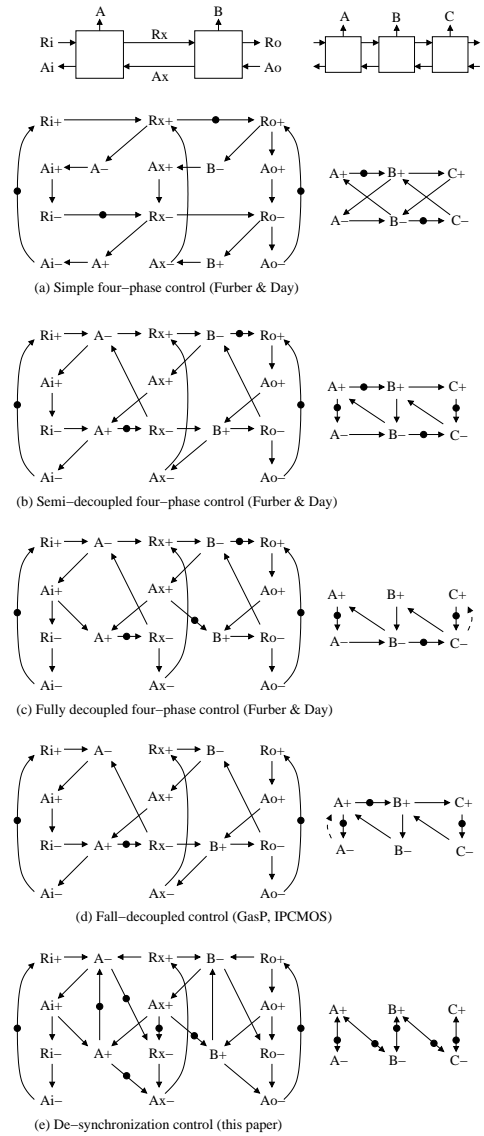 A B A B C
Ri Rx Ro
Ai Ax Ao
Ri+ Rx+ Ro+
Ai+ A− Ax+ B− Ao+ A+ B+ C+
Ri− Rx− Ro− A− B− C−
Ai− A+ Ax− B+ Ao−
(a) Simple four−phase control (Furber & Day)
Ri+ A− Rx+ B− Ro+
Ai+ Ax+ Ao+ A+ B+ C+
Ri− A+ Rx− B+ Ro− A− B− C−
Ai− Ax− Ao−
(b) Semi−decoupled four−phase control (Furber & Day)
Ri+ A− Rx+ B− Ro+
Ai+ Ax+ Ao+ A+ B+ C+
Ri− A+ Rx− B+ Ro− A− B− C−
Ai− Ax− Ao−
(c) Fully decoupled four−phase control (Furber & Day)
Ri+ A− Rx+ B− Ro+
Ai+ Ax+ Ao+ A+ B+ C+
Ri− A+ Rx− B+ Ro− A− B− C−
Ai− Ax− Ao−
(d) Fall−decoupled control (GasP, IPCMOS)
Ri+ A− Rx+ B− Ro+
Ai+ Ax+ Ao+ A+ B+ C+
Ri− A+ Rx− B+ Ro− A− B− C−
Ai− Ax− Ao−
(e) De−synchronization control (this paper)